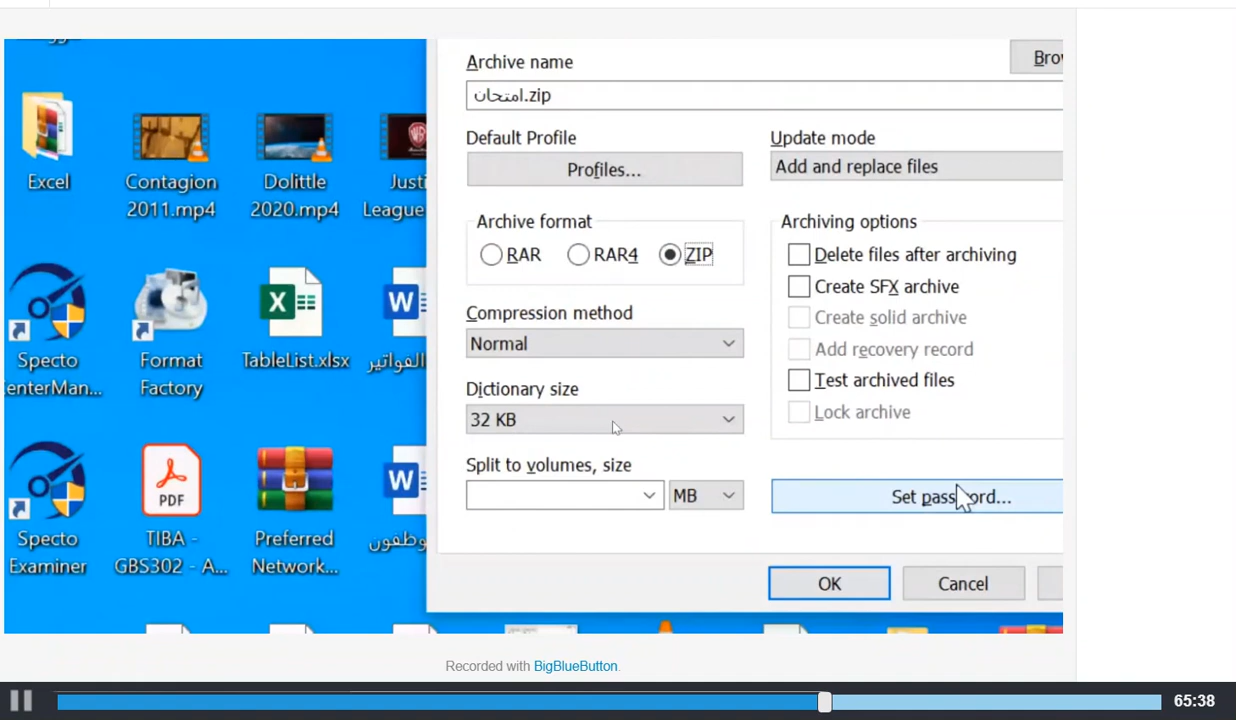 Archive name
Brow
امتحان.zip
Default Profile
Update mode
Profiles...
Add and replace files
Excel
Contagion
2011.mp4
Dolittle
2020.mp4
Justi
League
Archive format
RAR
RAR4
ZIP
Archiving options
Delete files after archiving
Create SFX archive
Create solid archive
Add recovery record
Test archived files
Lock archive
Compression method
Normal
Specto
enterMan...
Format
Factory
TableList.xlsx
الفواتير
Dictionary size
32 KB
Split to volumes, size
MB
Set password...
PDF
Specto
Examiner
TIBA -
GBS302 - A...
Preferred
Network...
وظفون
OK
Cancel
Recorded with BigBlueButton.
65:38